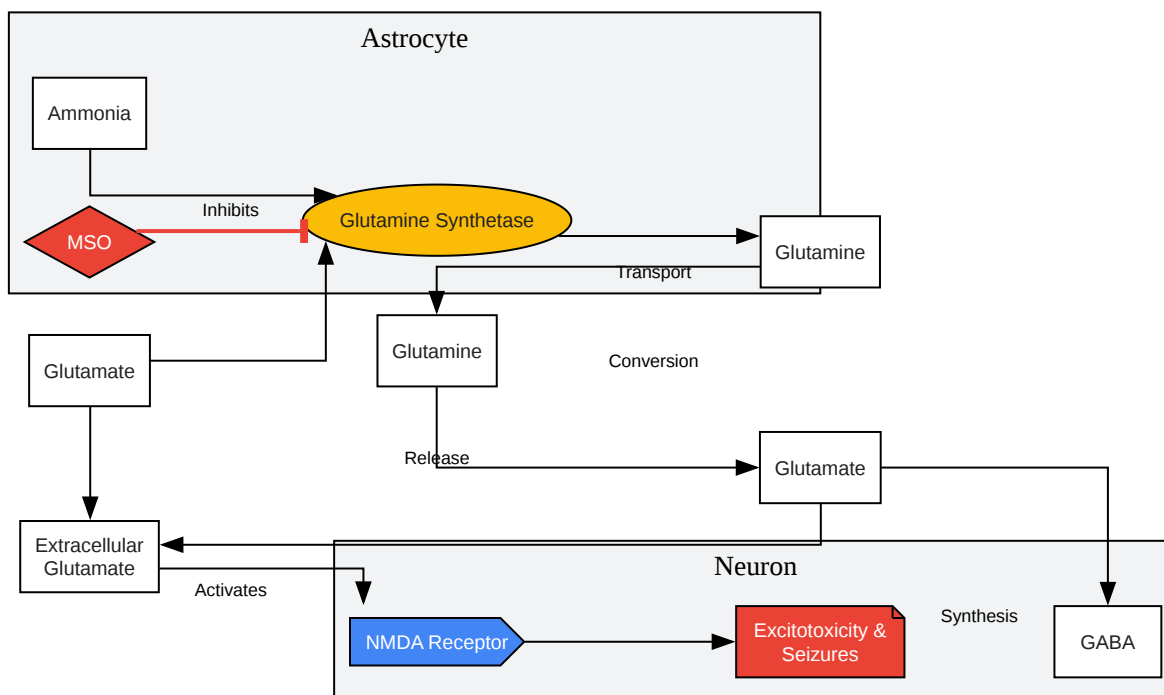 Astrocyte
Ammonia
Inhibits
MSO
Glutamine Synthetase
Glutamine
Transport
Glutamate
Glutamine
Conversion
Release
Glutamate
Extracellular
Glutamate
Activates
Neuron
NMDA Receptor
Excitotoxicity &
Seizures
Synthesis
GABA